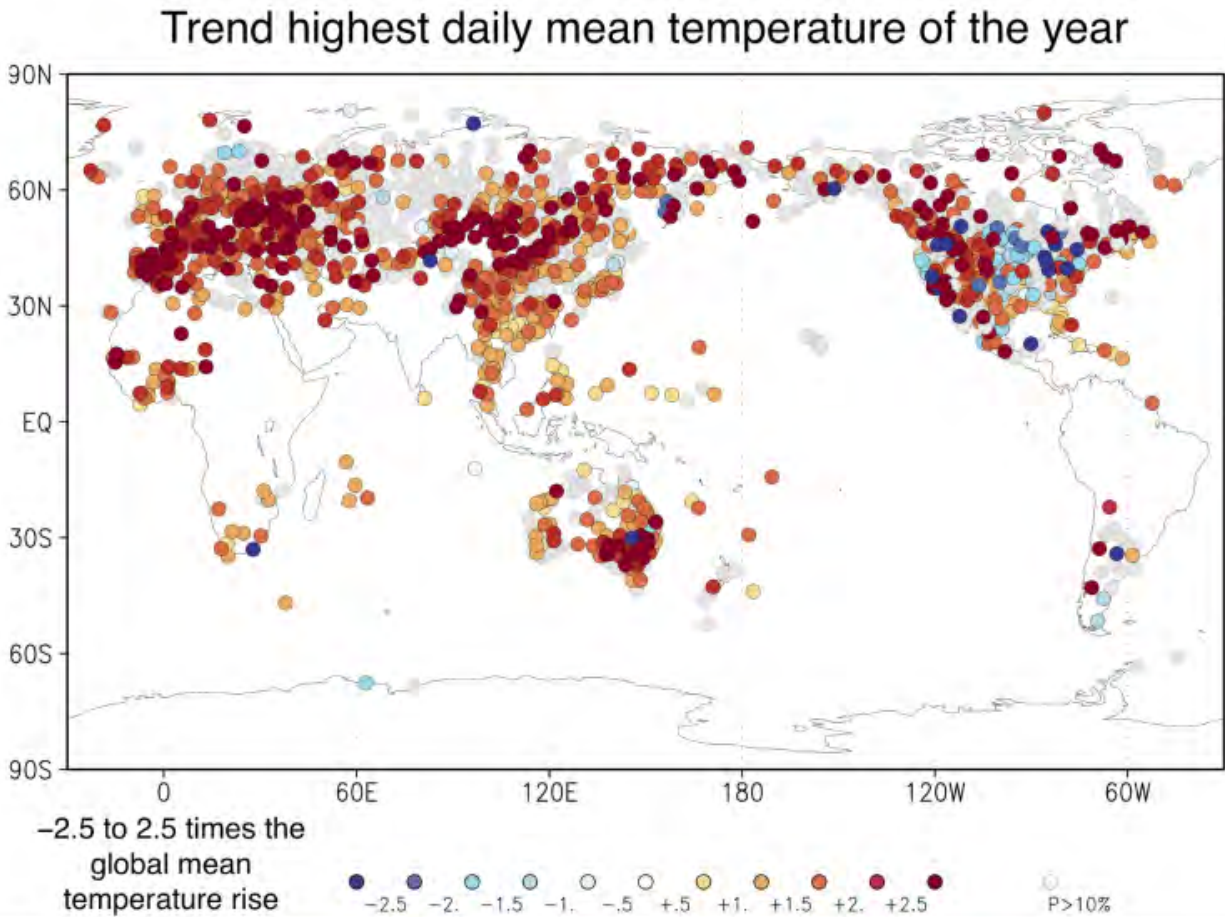 Trend highest daily mean temperature of the year
90N
60N
30N
EQ
30S
60S
90S
0 60E 120E 180 120W 60W
−2.5 to 2.5 times the
global mean
temperature rise
−2.5 −2. −1.5 −1. −.5 +.5 +1. +1.5 +2. +2.5 P>10%